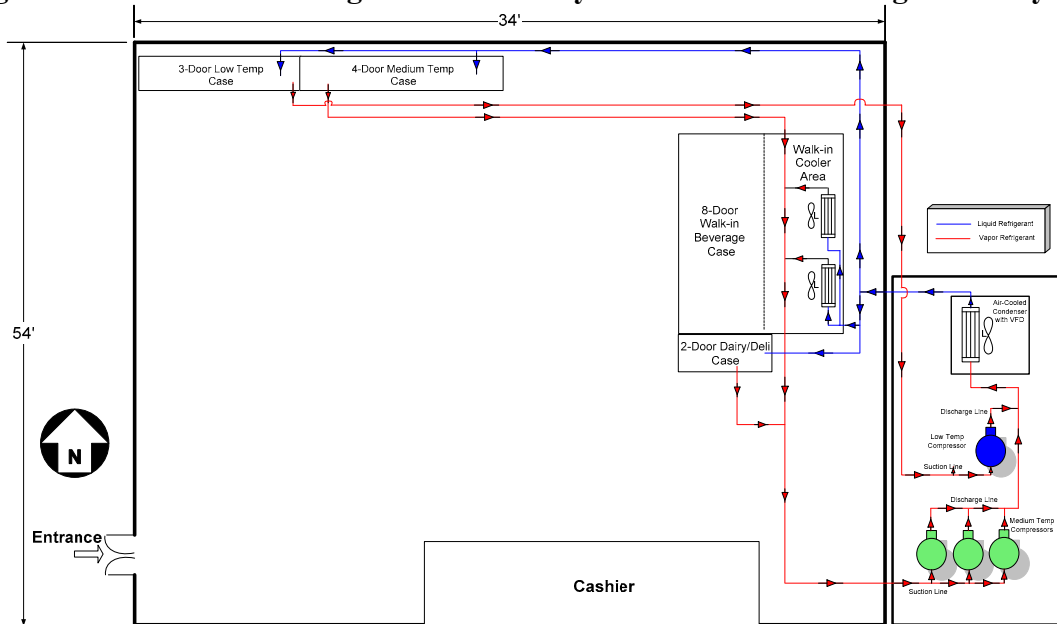 34'
3-Door Low Temp
Case
4-Door Medium Temp
Case
Walk-in
Cooler
Area
8-Door
Walk-in
Beverage
Case
Liquid Refrigerant
Vapor Refrigerant
Air-Cooled
Condenser
with VFD
54'
2-Door Dairy/Deli
Case
Discharge Line
Low Temp
Compressor
N
Suction Line
Discharge Line
Medium Temp
Compressors
Entrance
Cashier
Suction Line